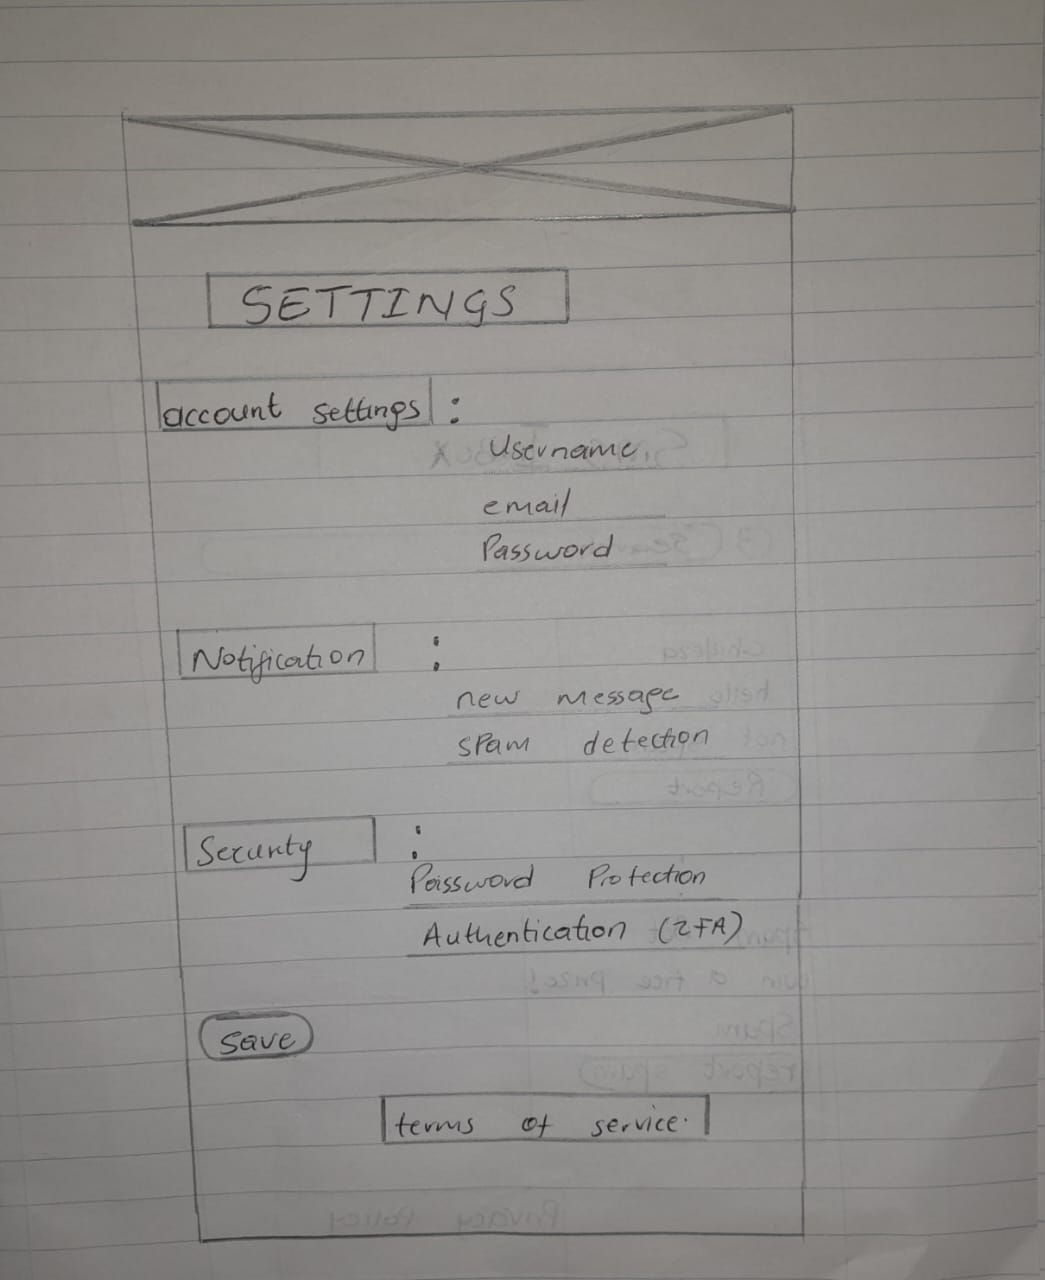 SETTINGS
account settings :
Username
email
Password
Notification :
new message
spam detection
Security :
Password Protection
Authentication (2FA)
save
terms of service.